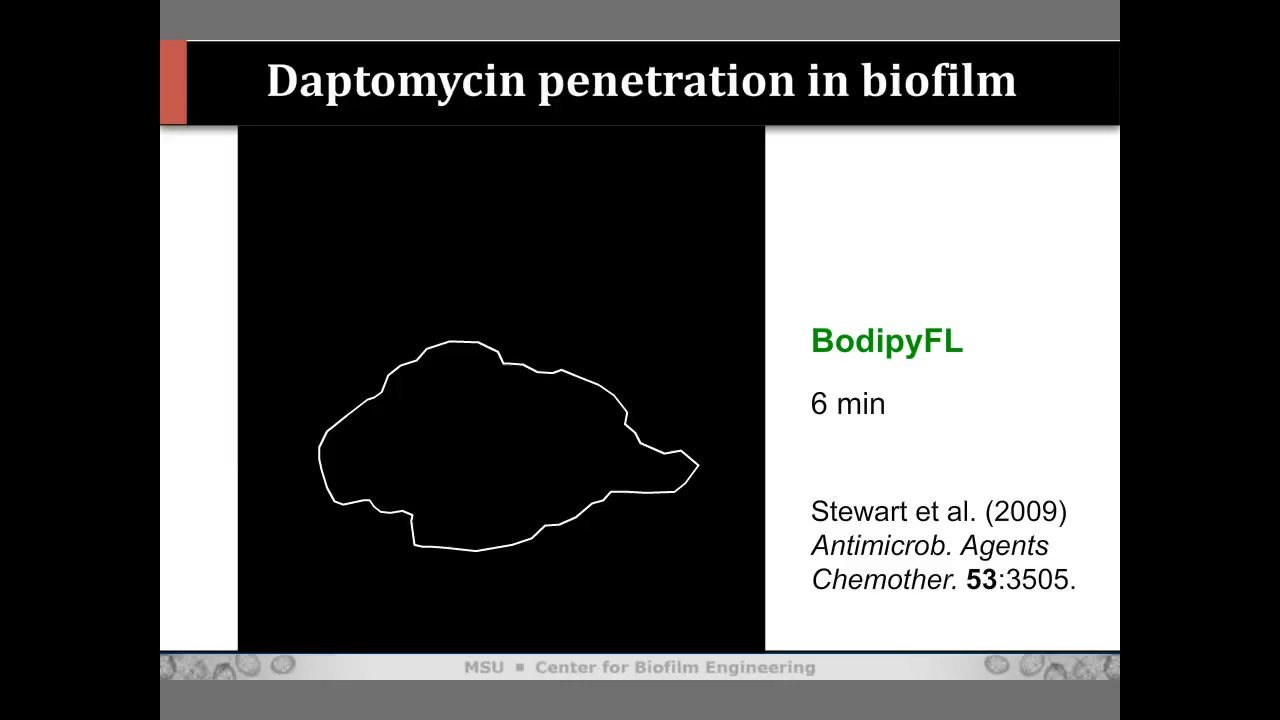 Daptomycin penetration in biofilm
BodipyFL
6 min
Stewart et al. (2009)
Antimicrob. Agents
Chemother. 53:3505.
MSU ▪ Center for Biofilm Engineering